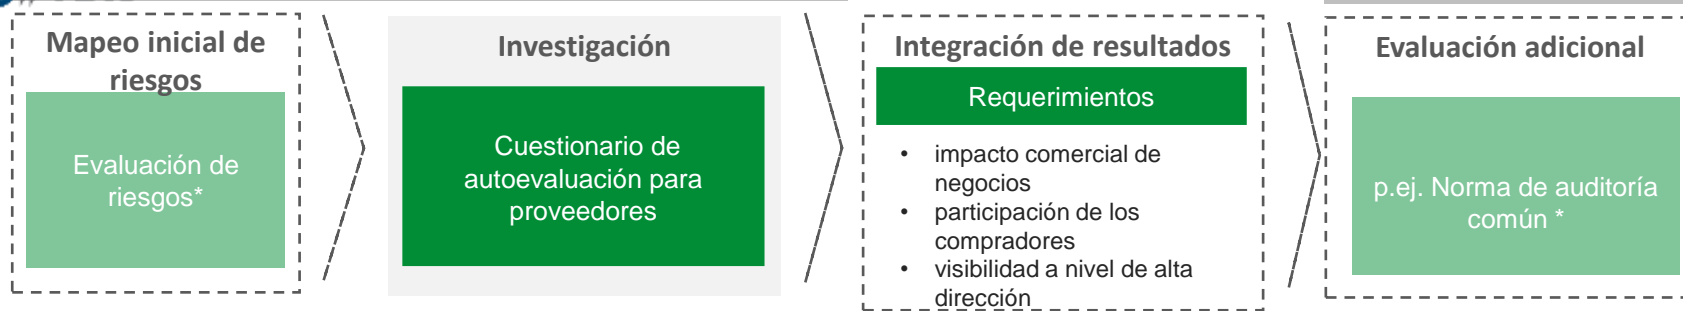 Mapeo inicial de
riesgos
Evaluación de
riesgos*
Investigación
Cuestionario de
autoevaluación para
proveedores
Integración de resultados
Requerimientos
• impacto comercial de
negocios
• participación de los
compradores
• visibilidad a nivel de alta
dirección
Evaluación adicional
p.ej. Norma de auditoría
común *